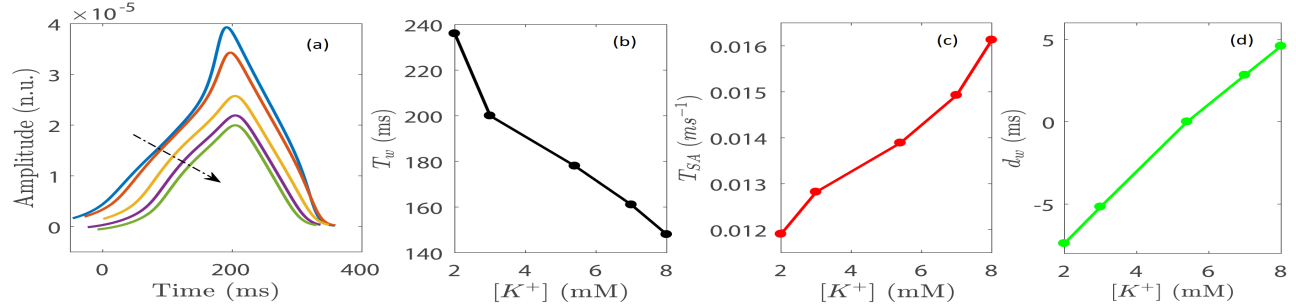 × 10⁻⁵
(a)
5
4
3
2
1
0
Amplitude (n.u.)
0 200 400
Time (ms)
(b)
240
220
200
180
160
140
T_w (ms)
2 4 6 8
[K⁺] (mM)
(c)
0.016
0.015
0.014
0.013
0.012
T_SA (ms⁻¹)
2 4 6 8
[K⁺] (mM)
(d)
5
0
-5
d_w (ms)
2 4 6 8
[K⁺] (mM)